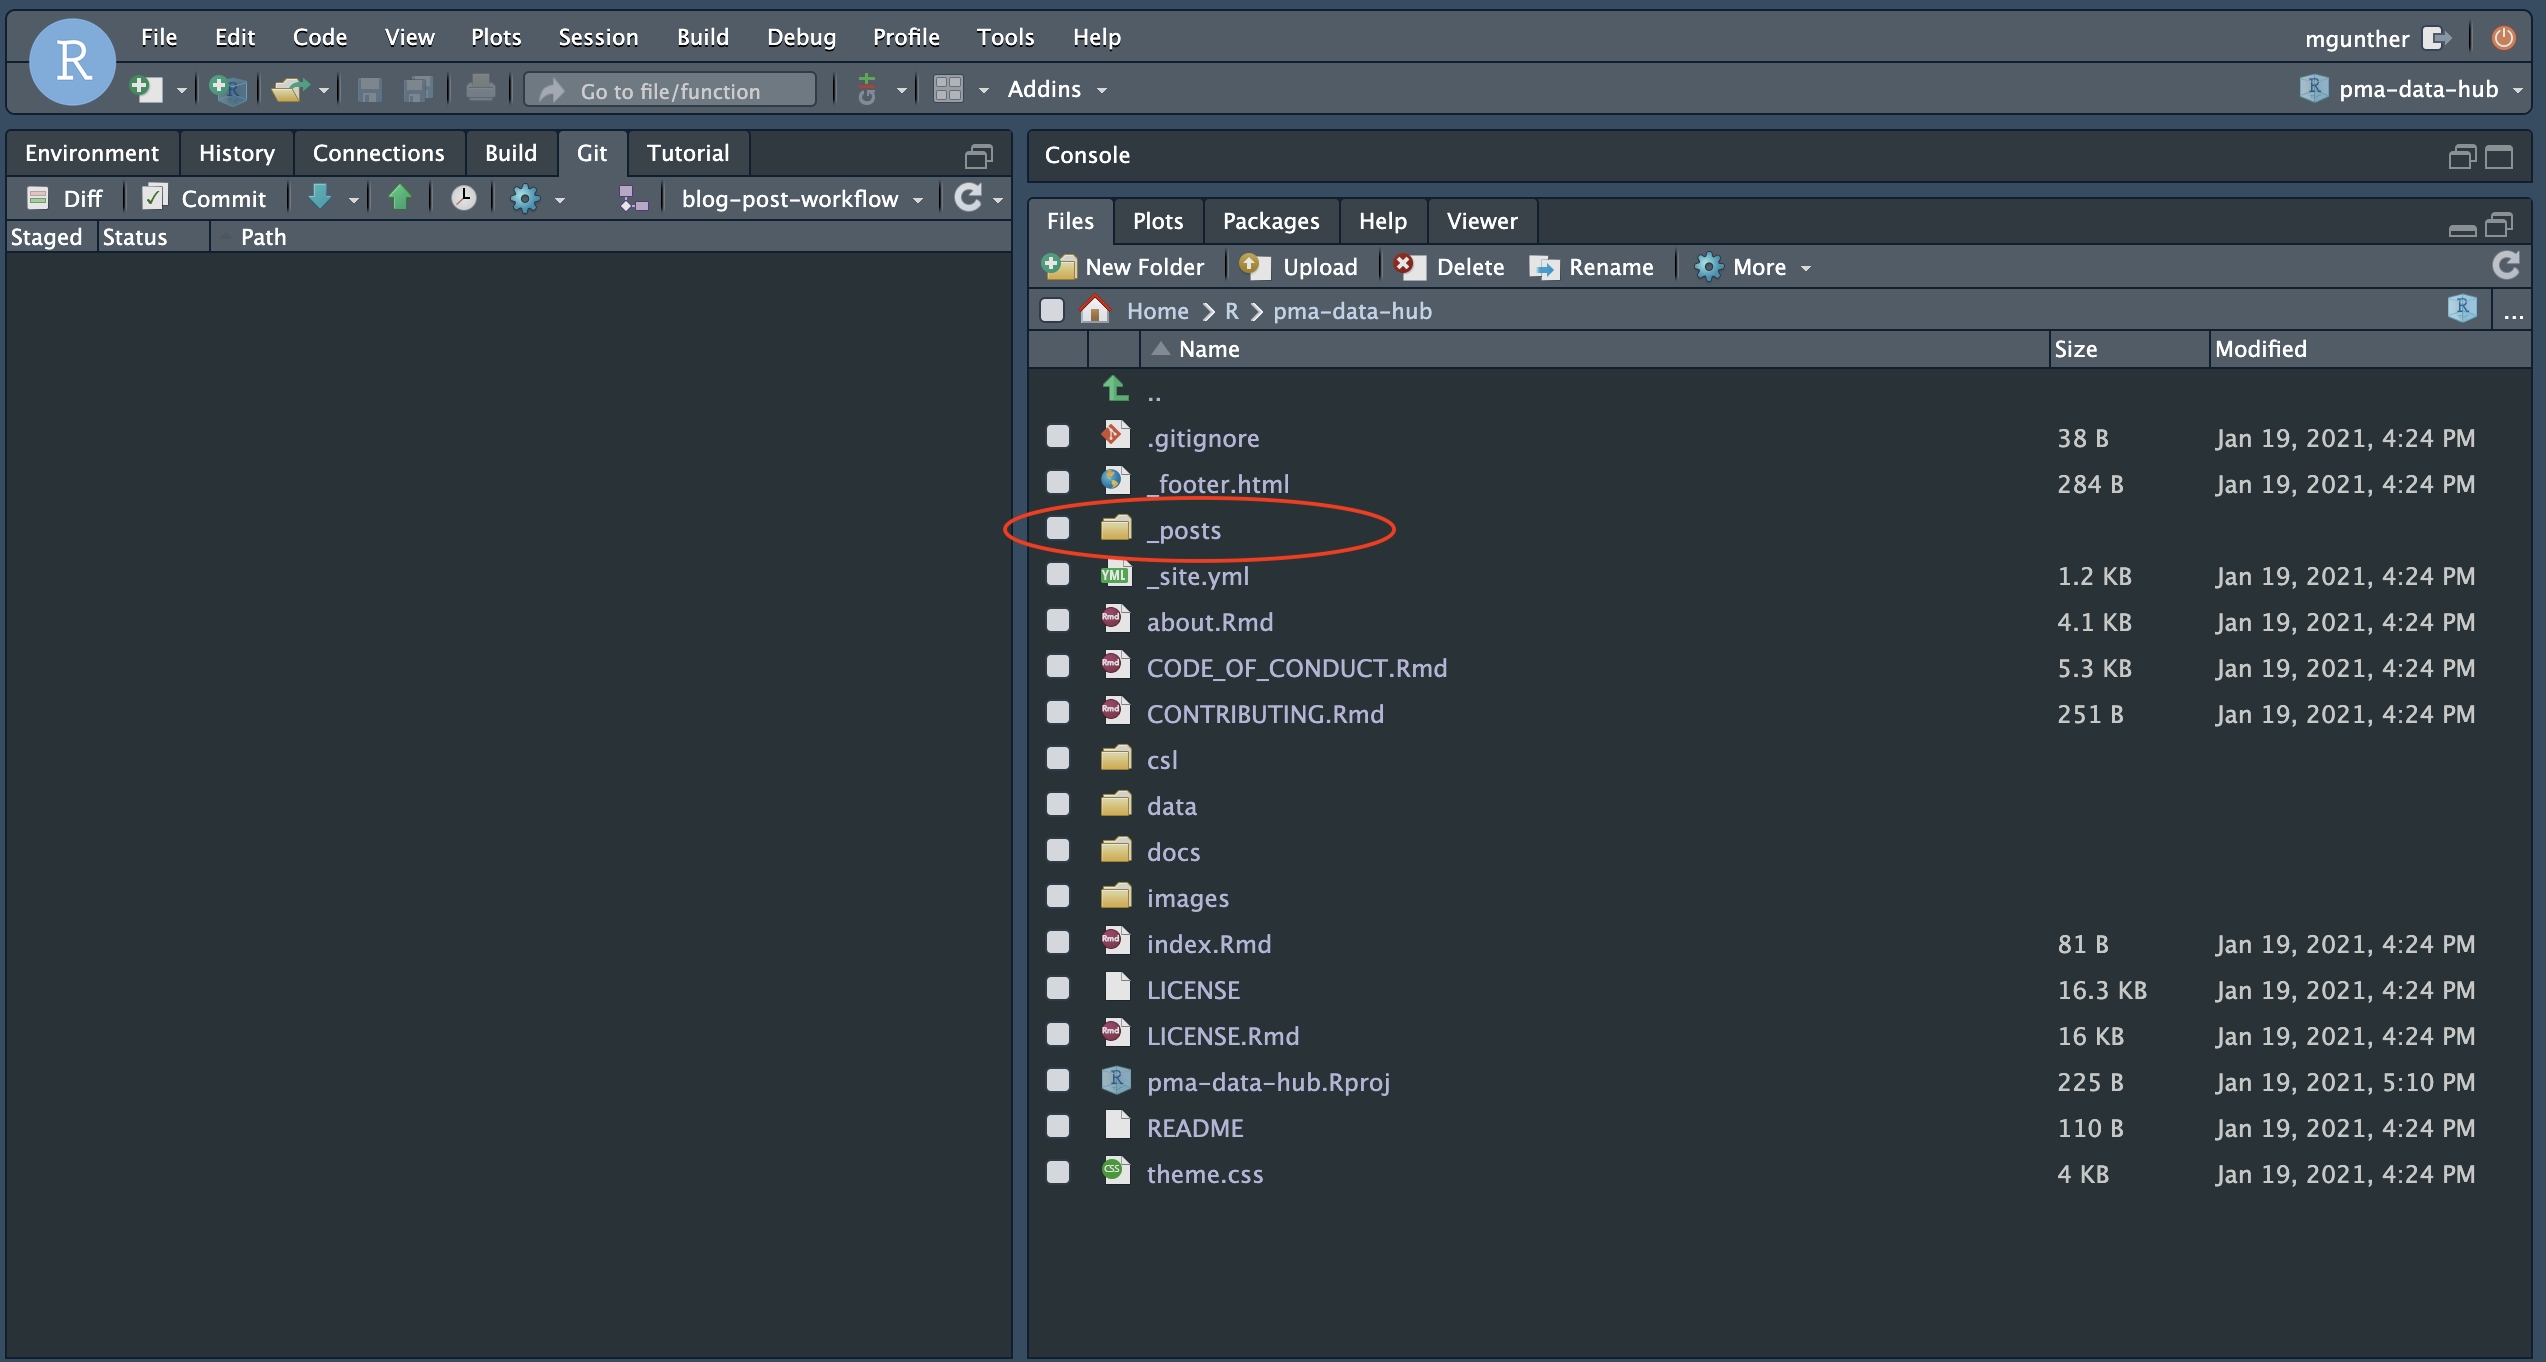 R File Edit Code View Plots Session Build Debug Profile Tools Help mgunther
Go to file/function Addins pma-data-hub
Environment History Connections Build Git Tutorial
Diff Commit blog-post-workflow
Staged Status Path
Console
Files Plots Packages Help Viewer
New Folder Upload Delete Rename More
Home R pma-data-hub ...
Name Size Modified
..
.gitignore 38 B Jan 19, 2021, 4:24 PM
_footer.html 284 B Jan 19, 2021, 4:24 PM
_posts
YML _site.yml 1.2 KB Jan 19, 2021, 4:24 PM
Rmd about.Rmd 4.1 KB Jan 19, 2021, 4:24 PM
Rmd CODE_OF_CONDUCT.Rmd 5.3 KB Jan 19, 2021, 4:24 PM
Rmd CONTRIBUTING.Rmd 251 B Jan 19, 2021, 4:24 PM
csl
data
docs
images
Rmd index.Rmd 81 B Jan 19, 2021, 4:24 PM
LICENSE 16.3 KB Jan 19, 2021, 4:24 PM
Rmd LICENSE.Rmd 16 KB Jan 19, 2021, 4:24 PM
R pma-data-hub.Rproj 225 B Jan 19, 2021, 5:10 PM
README 110 B Jan 19, 2021, 4:24 PM
CSS theme.css 4 KB Jan 19, 2021, 4:24 PM